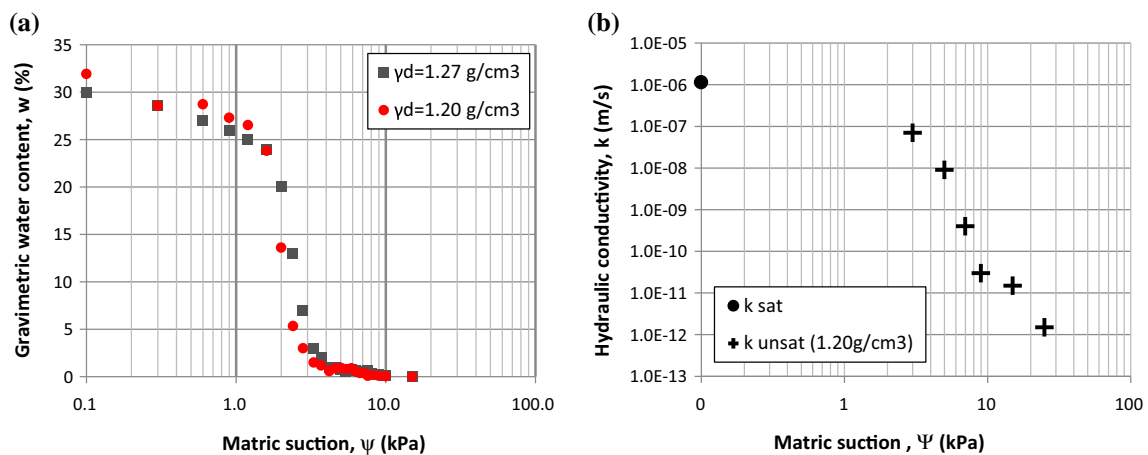 (a)
Gravimetric water content, w (%)
35
30
25
20
15
10
5
0
0.1
1.0
10.0
100.0
Matric suction, ψ (kPa)
γd=1.27 g/cm3
γd=1.20 g/cm3
(b)
Hydraulic conductivity, k (m/s)
1.0E-05
1.0E-06
1.0E-07
1.0E-08
1.0E-09
1.0E-10
1.0E-11
1.0E-12
1.0E-13
0
1
10
100
Matric suction , Ψ (kPa)
k sat
k unsat (1.20g/cm3)